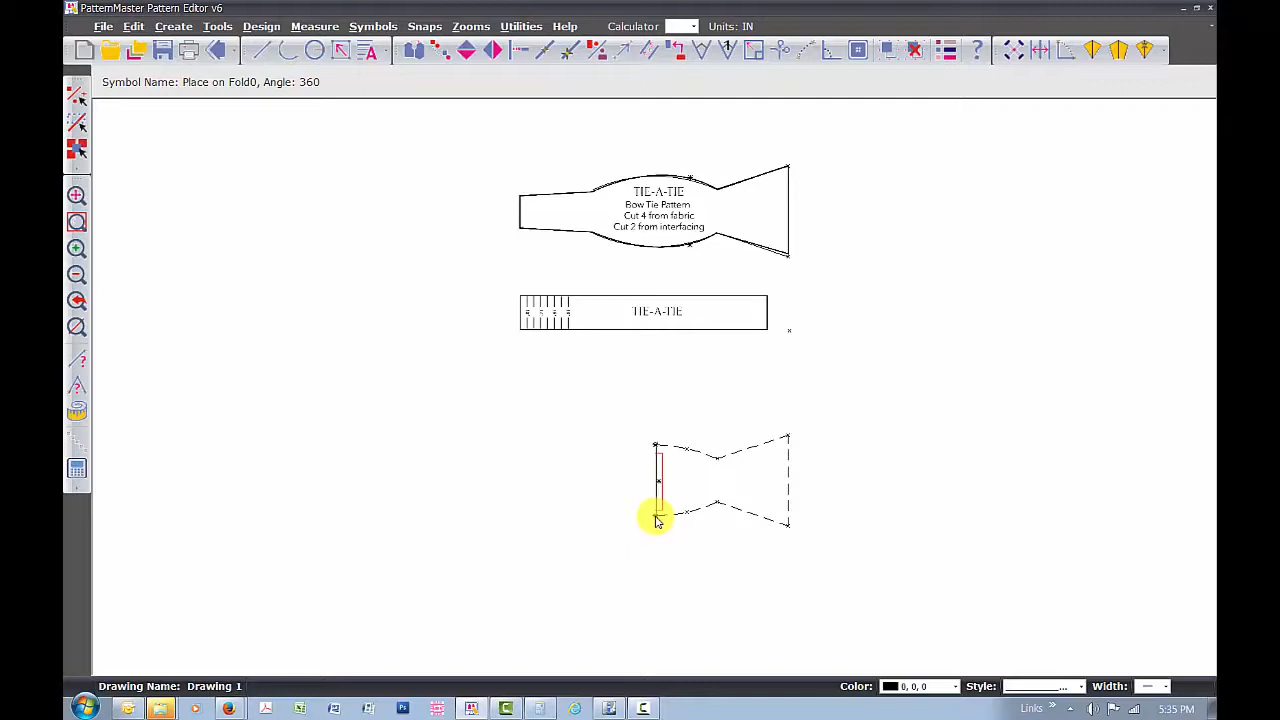 PatternMaster Pattern Editor v6
File Edit Create Tools Design Measure Symbols Snaps Zooms Utilities Help Calculator Units: IN
Symbol Name: Place on Fold0, Angle: 360
TIE-A-TIE
Bow Tie Pattern
Cut 4 from fabric
Cut 2 from interfacing
TIE-A-TIE
Drawing Name: Drawing 1 Color: 0, 0, 0 Style: Width:
Links 5:35 PM